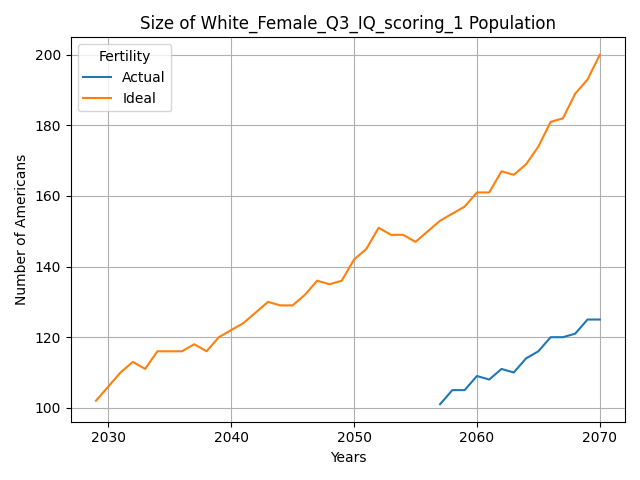 Size of White_Female_Q3_IQ_scoring_1 Population
Fertility
Actual
Ideal
Number of Americans
200
180
160
140
120
100
2030
2040
2050
2060
2070
Years